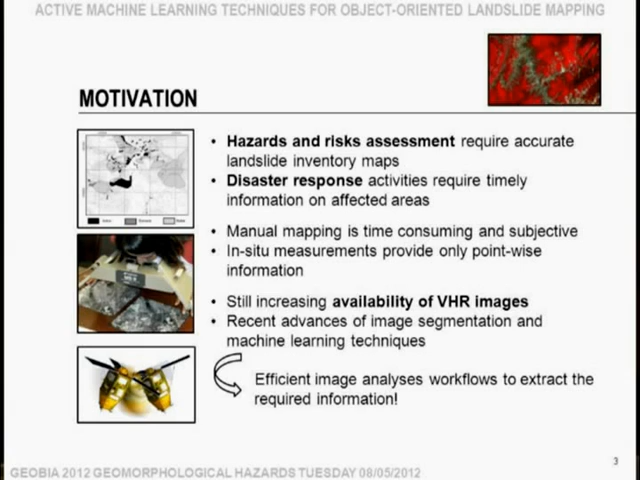 ACTIVE MACHINE LEARNING TECHNIQUES FOR OBJECT-ORIENTED LANDSLIDE MAPPING
MOTIVATION
• Hazards and risks assessment require accurate
landslide inventory maps
• Disaster response activities require timely
information on affected areas
• Manual mapping is time consuming and subjective
• In-situ measurements provide only point-wise
information
• Still increasing availability of VHR images
• Recent advances of image segmentation and
machine learning techniques
Efficient image analyses workflows to extract the
required information!
3
GEOBIA 2012 GEOMORPHOLOGICAL HAZARDS TUESDAY 08/05/2012